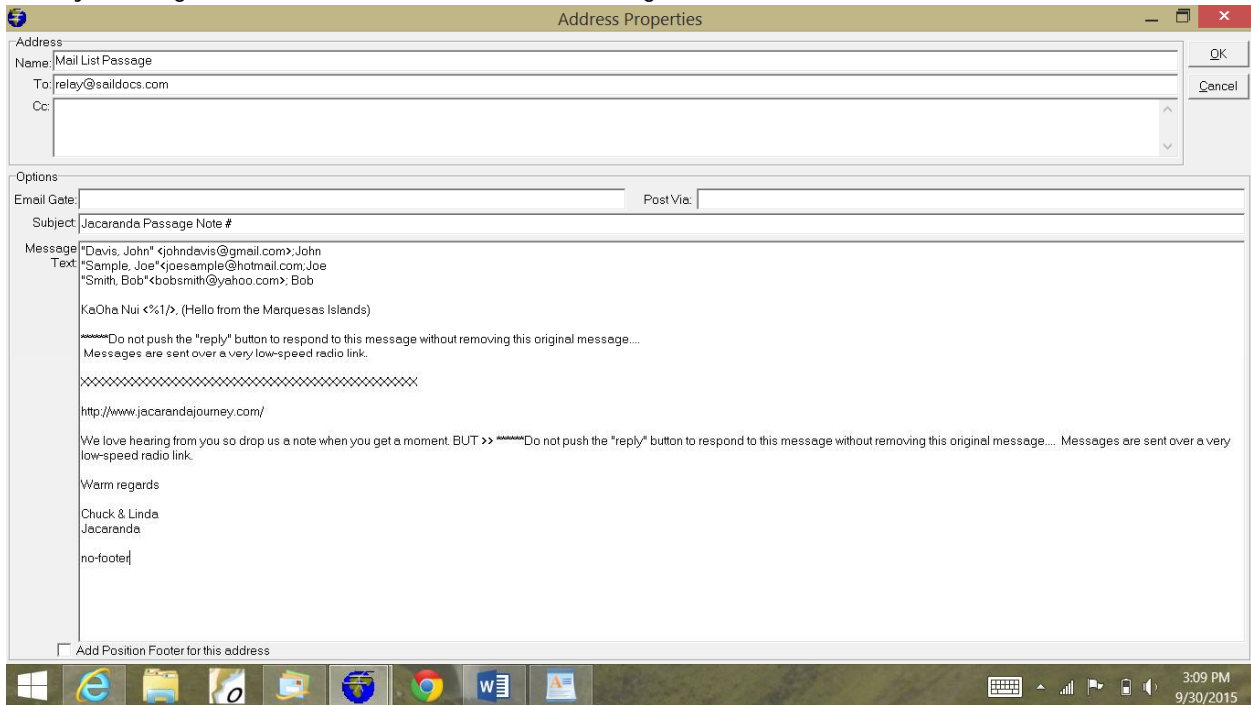 Address Properties
Address
Name: Mail List Passage
OK
To: relay@saildocs.com
Cancel
Cc:
Options
Email Gate:
Post Via:
Subject: Jacaranda Passage Note #
Message Text:
"Davis, John" <johndavis@gmail.com>;John
"Sample, Joe"<joesample@hotmail.com;Joe
"Smith, Bob"<bobsmith@yahoo.com>; Bob
KaOha Nui <%1/>, (Hello from the Marquesas Islands)
******Do not push the "reply" button to respond to this message without removing this original message....
Messages are sent over a very low-speed radio link.
XXXXXXXXXXXXXXXXXXXXXXXXXXXXXXXXXXXXXXXXXXXXXX
http://www.jacarandajourney.com/
We love hearing from you so drop us a note when you get a moment. BUT >> ******Do not push the "reply" button to respond to this message without removing this original message.... Messages are sent over a very
low-speed radio link.
Warm regards
Chuck & Linda
Jacaranda
no-footer
Add Position Footer for this address
3:09 PM
9/30/2015